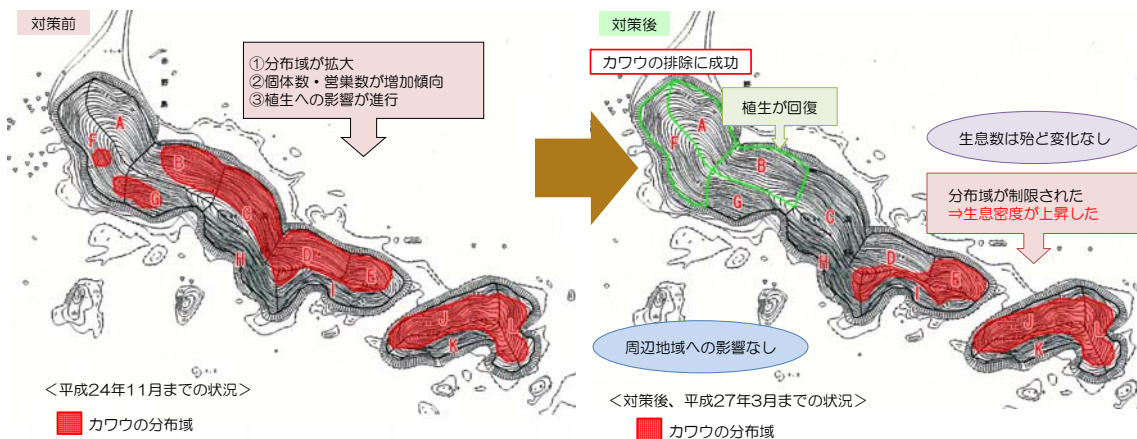 対策前
①分布域が拡大
②個体数・営巣数が増加傾向
③植生への影響が進行
A
F
B
G
C
H
D
E
I
J
L
K
<平成24年11月までの状況>
カワウの分布域
対策後
カワウの排除に成功
植生が回復
生息数は殆ど変化なし
分布域が制限された
⇒生息密度が上昇した
A
F
B
G
C
H
D
E
I
J
L
K
周辺地域への影響なし
<対策後、平成27年3月までの状況>
カワウの分布域